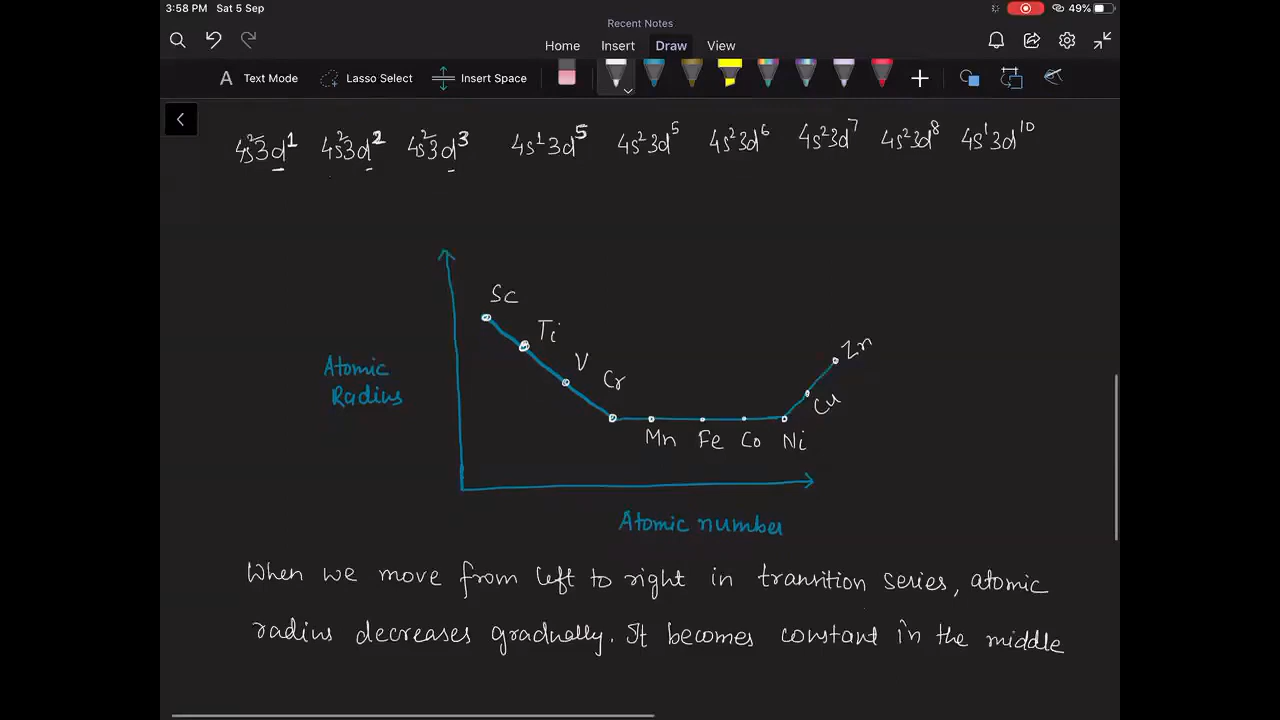 3:58 PM Sat 5 Sep
49%
Recent Notes
Home Insert Draw View
A Text Mode Lasso Select Insert Space
4s²3d¹ 4s²3d² 4s²3d³ 4s¹3d⁵ 4s²3d⁵ 4s²3d⁶ 4s²3d⁷ 4s²3d⁸ 4s¹3d¹⁰
Sc
Ti
V
Cr
Zn
Cu
Mn Fe Co Ni
Atomic
Radius
Atomic number
When we move from left to right in transition series, atomic
radius decreases gradually. It becomes constant in the middle